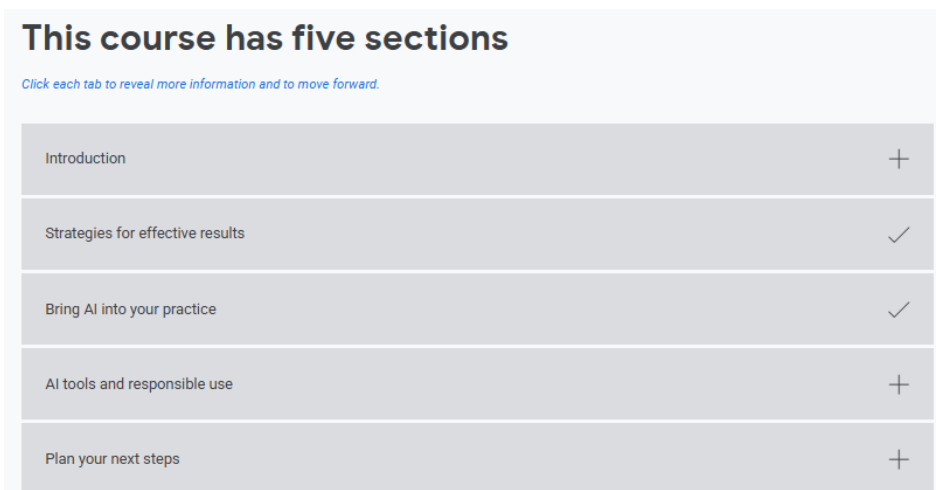 This course has five sections
Click each tab to reveal more information and to move forward.
Introduction
Strategies for effective results
Bring AI into your practice
AI tools and responsible use
Plan your next steps